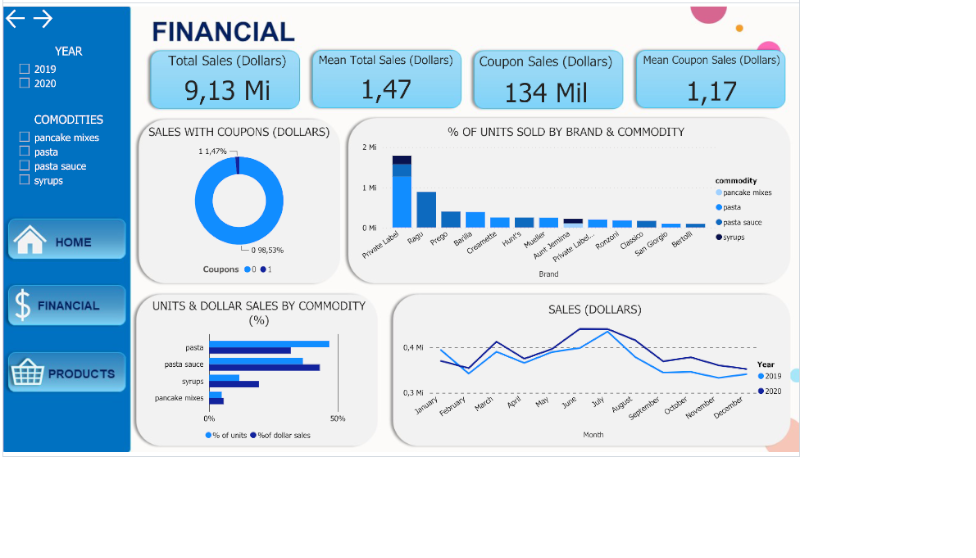 YEAR
2019
2020
COMODITIES
pancake mixes
pasta
pasta sauce
syrups
HOME
FINANCIAL
PRODUCTS
FINANCIAL
Total Sales (Dollars)
9,13 Mi
Mean Total Sales (Dollars)
1,47
Coupon Sales (Dollars)
134 Mil
Mean Coupon Sales (Dollars)
1,17
SALES WITH COUPONS (DOLLARS)
1 1,47%
0 98,53%
Coupons 0 1
% OF UNITS SOLD BY BRAND & COMMODITY
2 Mi
1 Mi
0 Mi
Private Label
Ragu
Prego
Barilla
Creamette
Hunt's
Mueller
Aunt Jemima
Private Label...
Ronzoni
Classico
San Giorgio
Bertolli
Brand
commodity
pancake mixes
pasta
pasta sauce
syrups
UNITS & DOLLAR SALES BY COMMODITY
(%)
pasta
pasta sauce
syrups
pancake mixes
0% 50%
% of units %of dollar sales
SALES (DOLLARS)
0,4 Mi
0,3 Mi
January
February
March
April
May
June
July
August
September
October
November
December
Month
Year
2019
2020